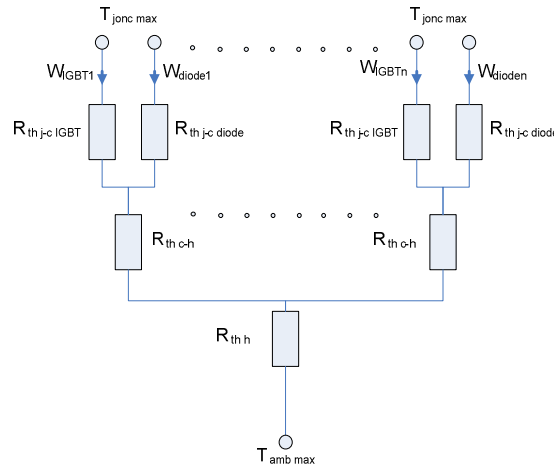 T jonc max T jonc max
W IGBT1 W diode1 W IGBTn W dioden
R th j-c IGBT R th j-c diode R th j-c IGBT R th j-c diode
R th c-h R th c-h
R th h
T amb max